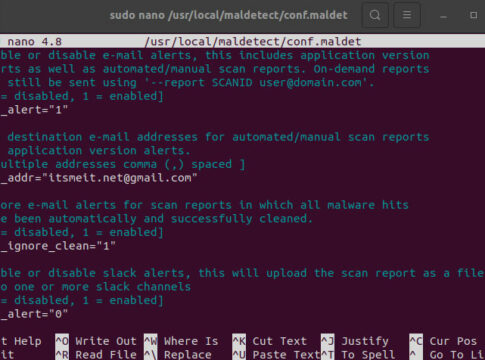 sudo nano /usr/local/maldetect/conf.maldet
nano 4.8 /usr/local/maldetect/conf.maldet
ble or disable e-mail alerts, this includes application version
rts as well as automated/manual scan reports. On-demand reports
still be sent using '--report SCANID user@domain.com'.
= disabled, 1 = enabled]
_alert="1"
destination e-mail addresses for automated/manual scan reports
application version alerts.
ultiple addresses comma (,) spaced ]
_addr="itsmeit.net@gmail.com"
ore e-mail alerts for scan reports in which all malware hits
e been automatically and successfully cleaned.
= disabled, 1 = enabled]
_ignore_clean="1"
ble or disable slack alerts, this will upload the scan report as a file
o one or more slack channels
= disabled, 1 = enabled]
_alert="0"
t Help ^O Write Out ^W Where Is ^K Cut Text ^J Justify ^C Cur Pos
it ^R Read File ^\ Replace ^U Paste Text ^T To Spell ^_ Go To Li